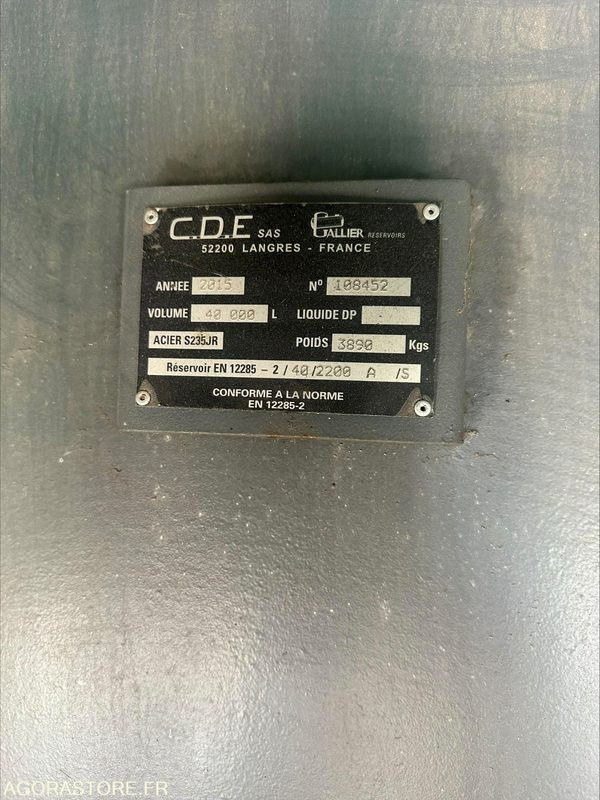 C.D.E SAS GALLIER RESERVOIRS
52200 LANGRES - FRANCE
ANNEE 2015 N° 108452
VOLUME 40 000 L LIQUIDE DP
ACIER S235JR POIDS 3890 Kgs
Réservoir EN 12285 - 2 / 40/2200 A /S
CONFORME A LA NORME
EN 12285-2
AGORASTORE.FR